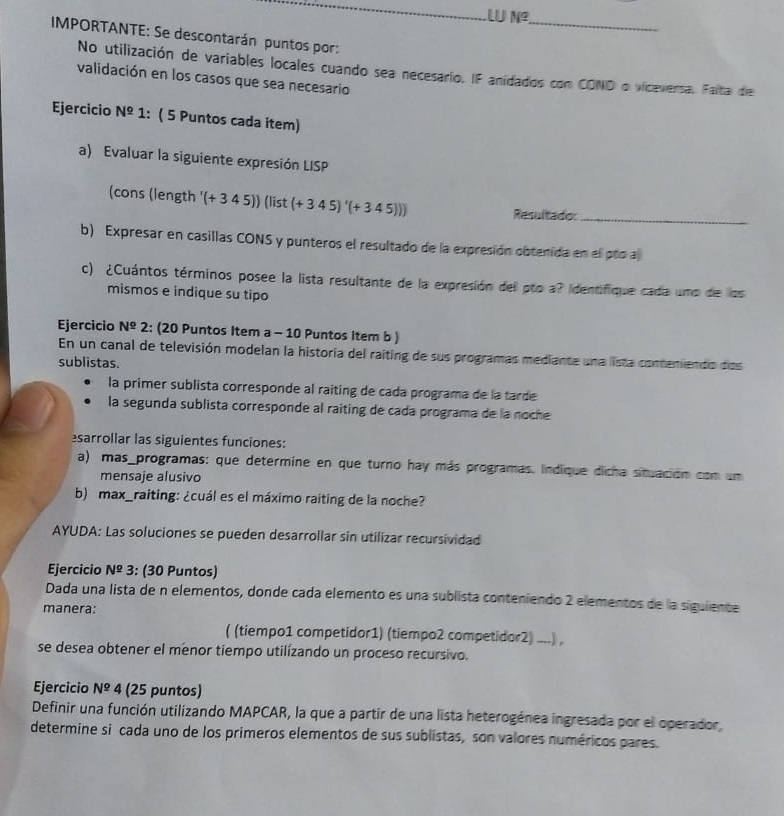 LU Nº
IMPORTANTE: Se descontarán puntos por:
No utilización de variables locales cuando sea necesario. IF anidados con COND o viceversa. Falta de
validación en los casos que sea necesario
Ejercicio Nº 1: ( 5 Puntos cada item)
a) Evaluar la siguiente expresión LISP
(cons (length '(+ 3 4 5)) (list (+ 3 4 5) '(+ 3 4 5)))
Resultado:
b) Expresar en casillas CONS y punteros el resultado de la expresión obtenida en el pto a)
c) ¿Cuántos términos posee la lista resultante de la expresión del pto a? Identifique cada uno de los
mismos e indique su tipo
Ejercicio Nº 2: (20 Puntos Item a – 10 Puntos Item b )
En un canal de televisión modelan la historia del raiting de sus programas mediante una lista conteniendo dos
sublistas.
• la primer sublista corresponde al raiting de cada programa de la tarde
• la segunda sublista corresponde al raiting de cada programa de la noche
esarrollar las siguientes funciones:
a) mas_programas: que determine en que turno hay más programas. Indique dicha situación con un
mensaje alusivo
b) max_raiting: ¿cuál es el máximo raiting de la noche?
AYUDA: Las soluciones se pueden desarrollar sin utilizar recursividad
Ejercicio Nº 3: (30 Puntos)
Dada una lista de n elementos, donde cada elemento es una sublista conteniendo 2 elementos de la siguiente
manera:
( (tiempo1 competidor1) (tiempo2 competidor2) ....) ,
se desea obtener el menor tiempo utilizando un proceso recursivo.
Ejercicio Nº 4 (25 puntos)
Definir una función utilizando MAPCAR, la que a partir de una lista heterogénea ingresada por el operador,
determine si cada uno de los primeros elementos de sus sublistas, son valores numéricos pares.